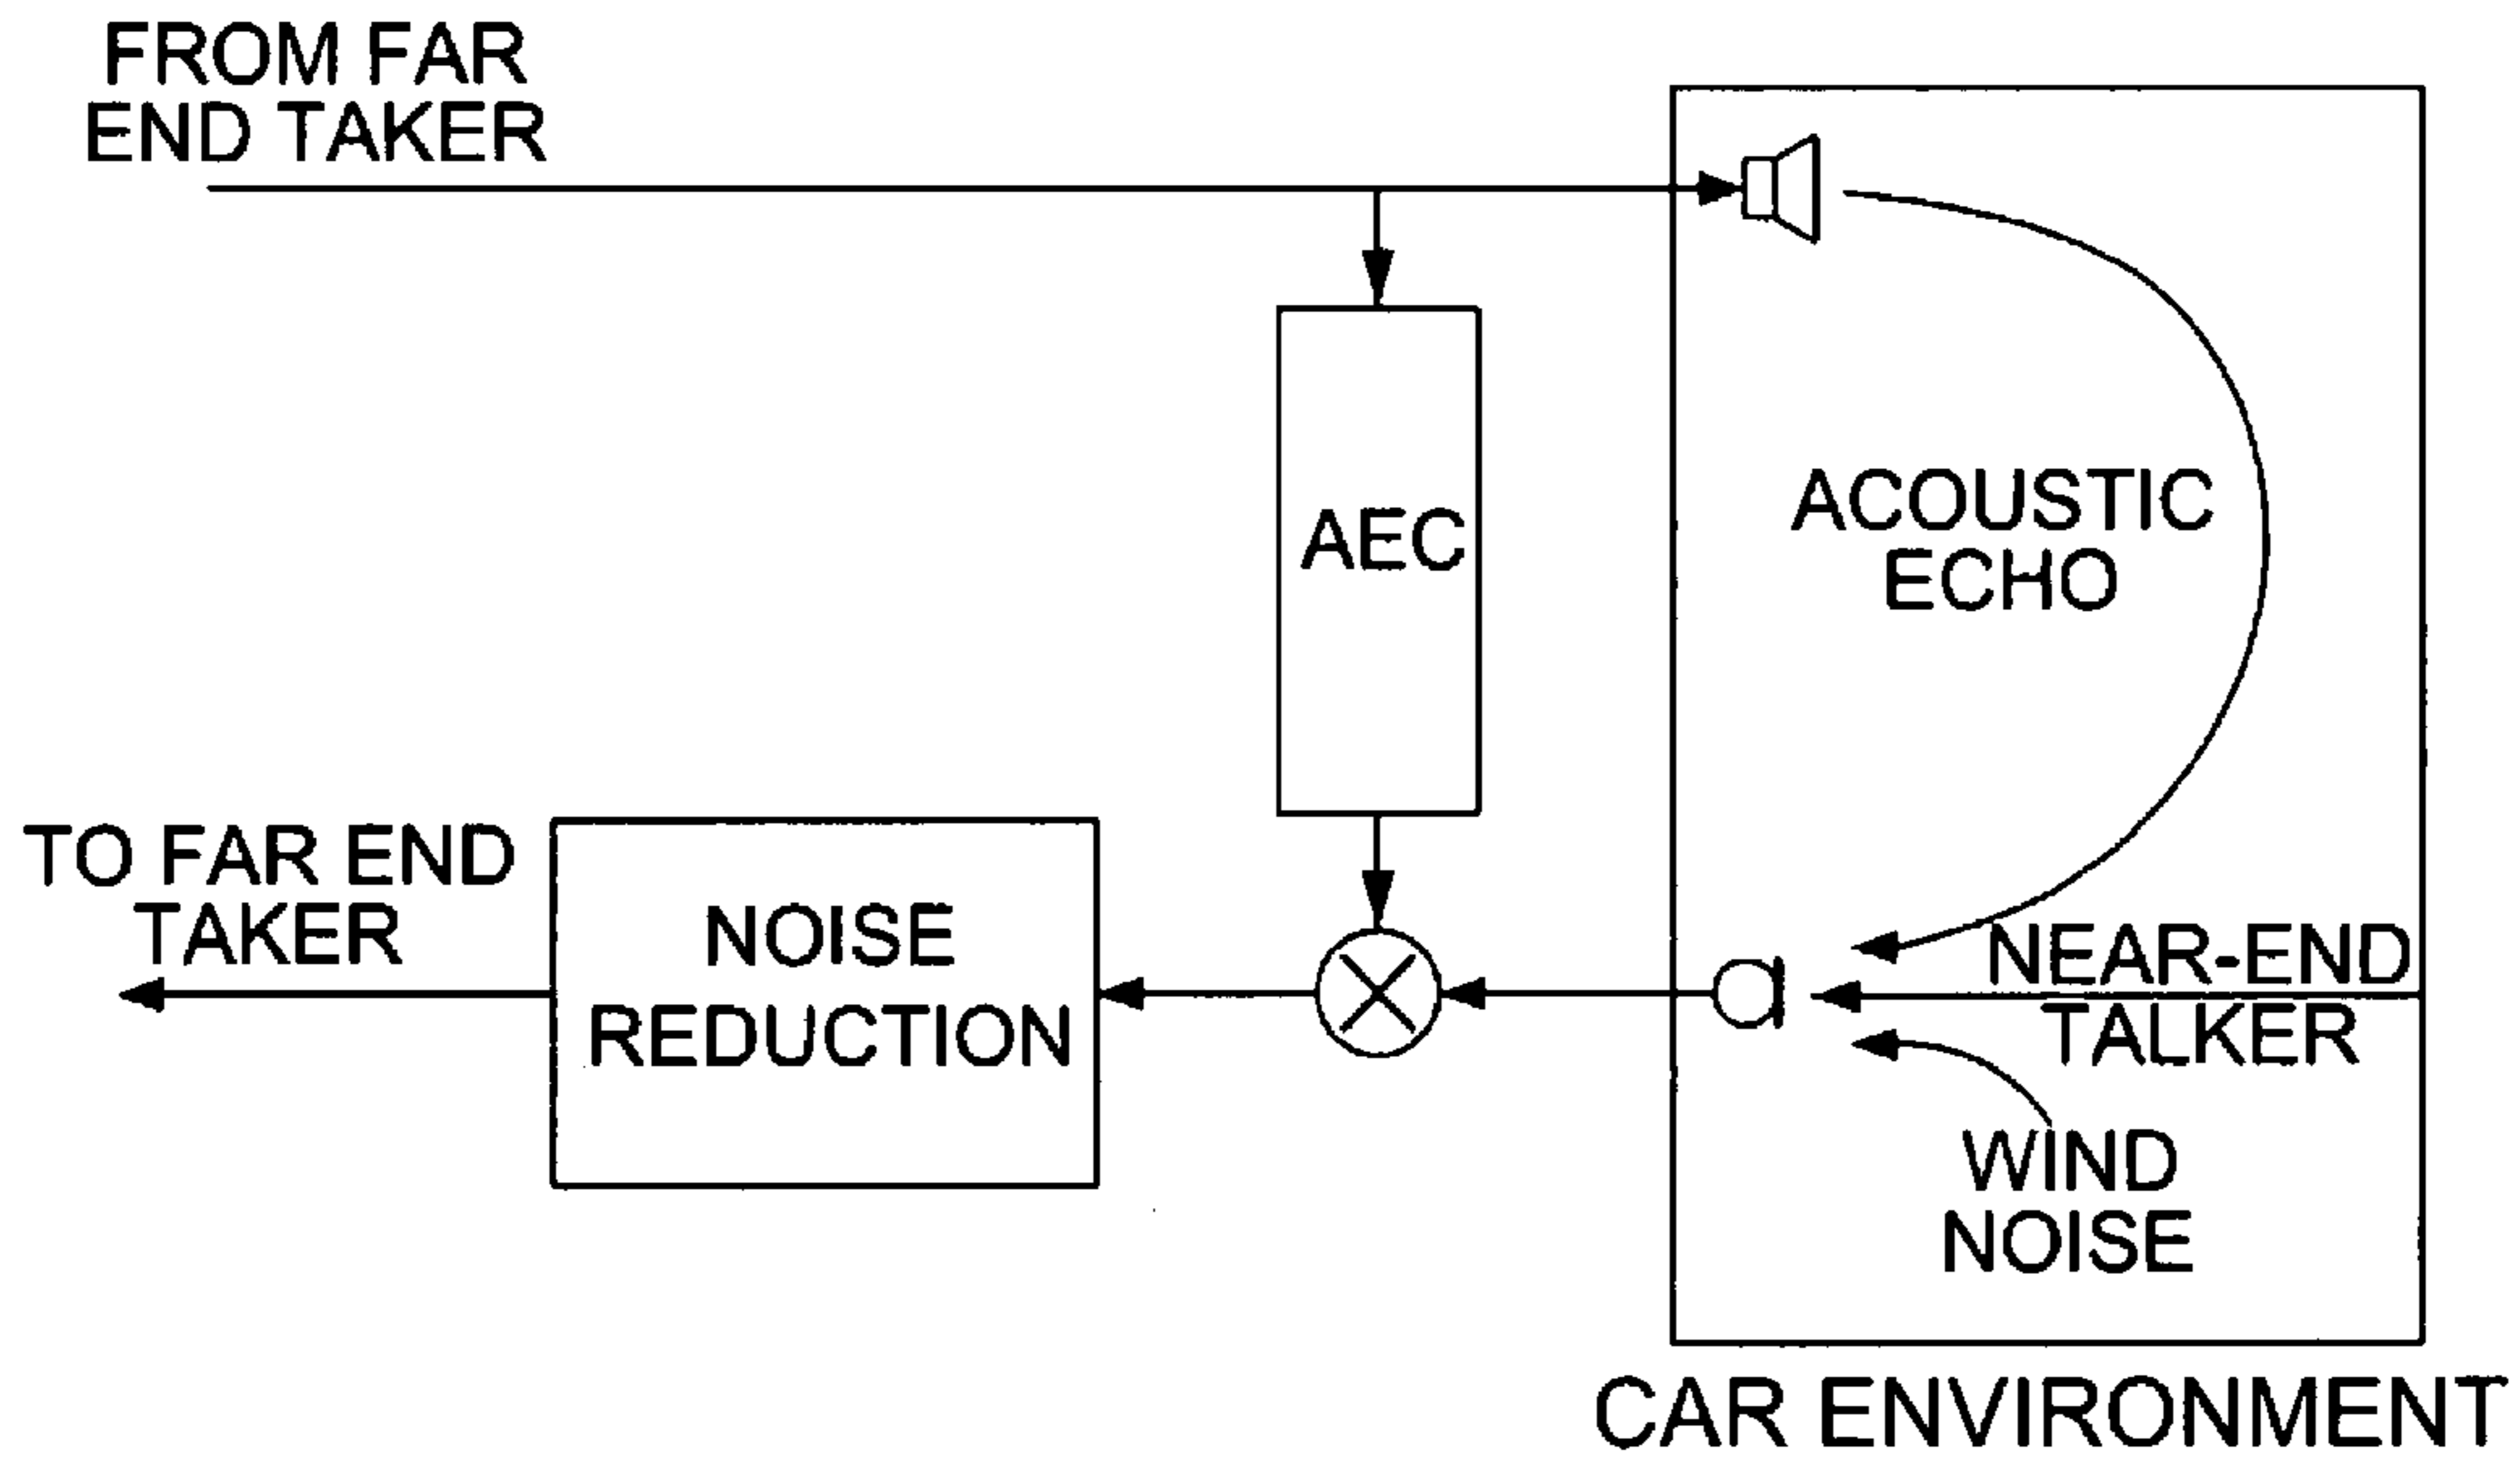 FROM FAR
END TAKER
AEC
ACOUSTIC
ECHO
TO FAR END
TAKER
NOISE
REDUCTION
NEAR-END
TALKER
WIND
NOISE
CAR ENVIRONMENT